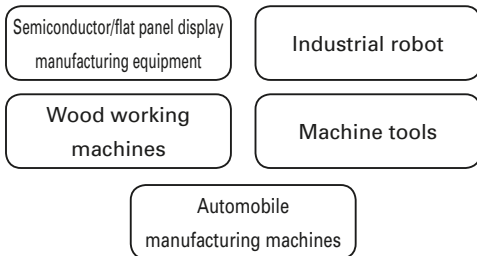 Semiconductor/flat panel display
manufacturing equipment
Industrial robot
Wood working
machines
Machine tools
Automobile
manufacturing machines